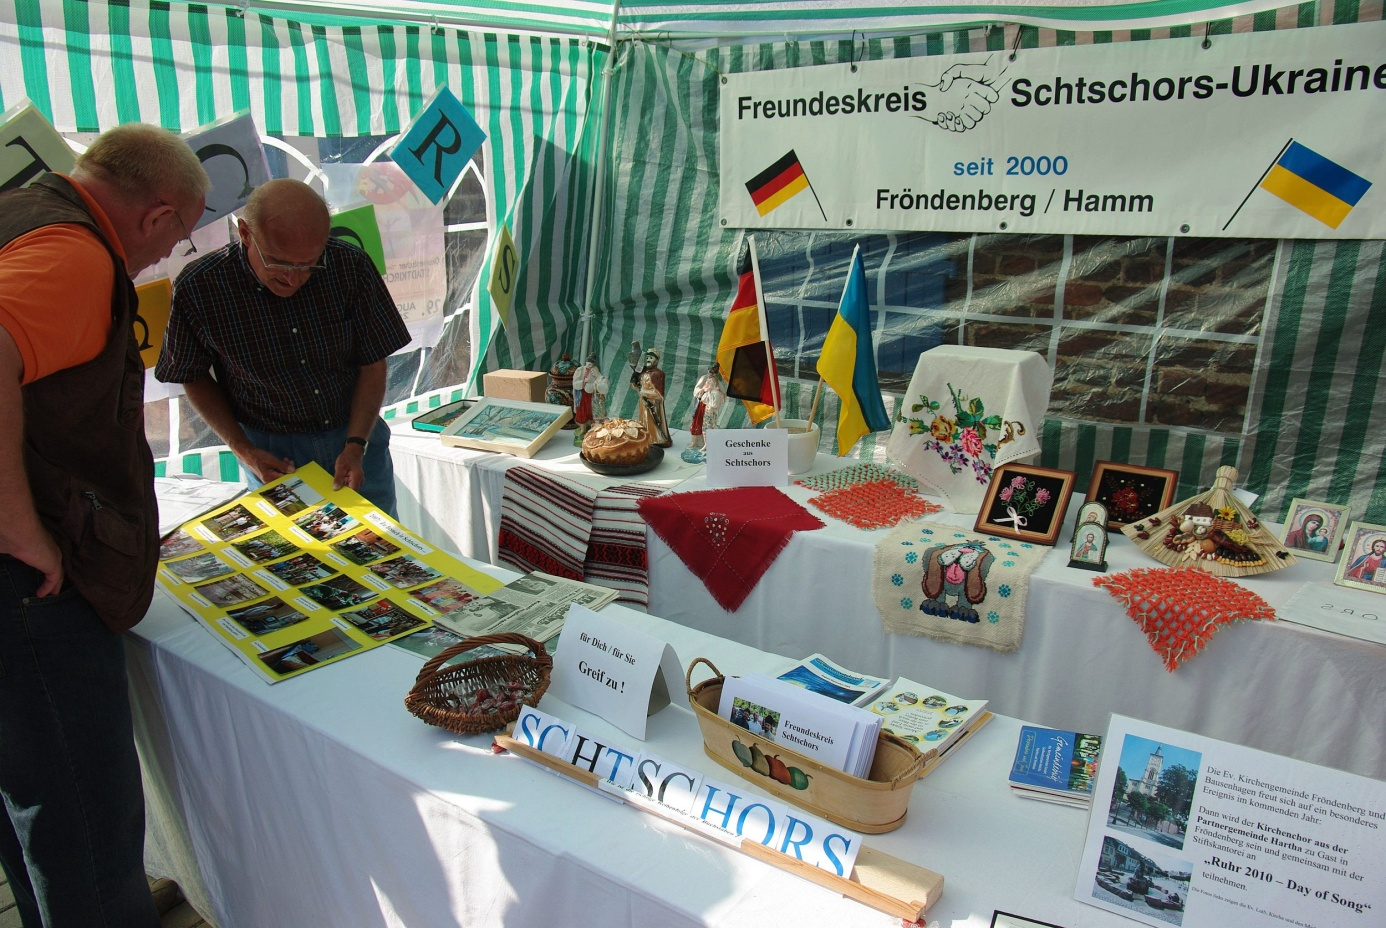 Freundeskreis Schtschors-Ukraine
seit 2000
Fröndenberg / Hamm
R
S
Geschenke
aus
Schtschors
für Dich / für Sie
Greif zu !
Freundeskreis
Schtschors
SCHTSCHORS
Gemeindebrief
Die Ev. Kirchengemeinde Fröndenberg und
Bausenhagen freut sich auf ein besonderes
Ereignis im kommenden Jahr:
Dann wird der Kirchenchor aus der
Partnergemeinde Hartha zu Gast in
Fröndenberg sein und gemeinsam mit der
Stiftskantorei an
„Ruhr 2010 – Day of Song“
teilnehmen.